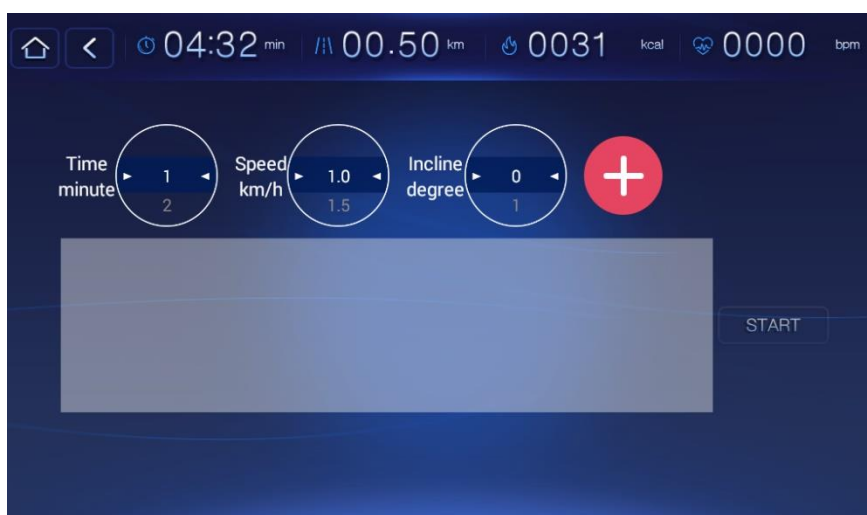 04:32 min 00.50 km 0031 kcal 0000 bpm
Time minute 1 2
Speed km/h 1.0 1.5
Incline degree 0 1
START